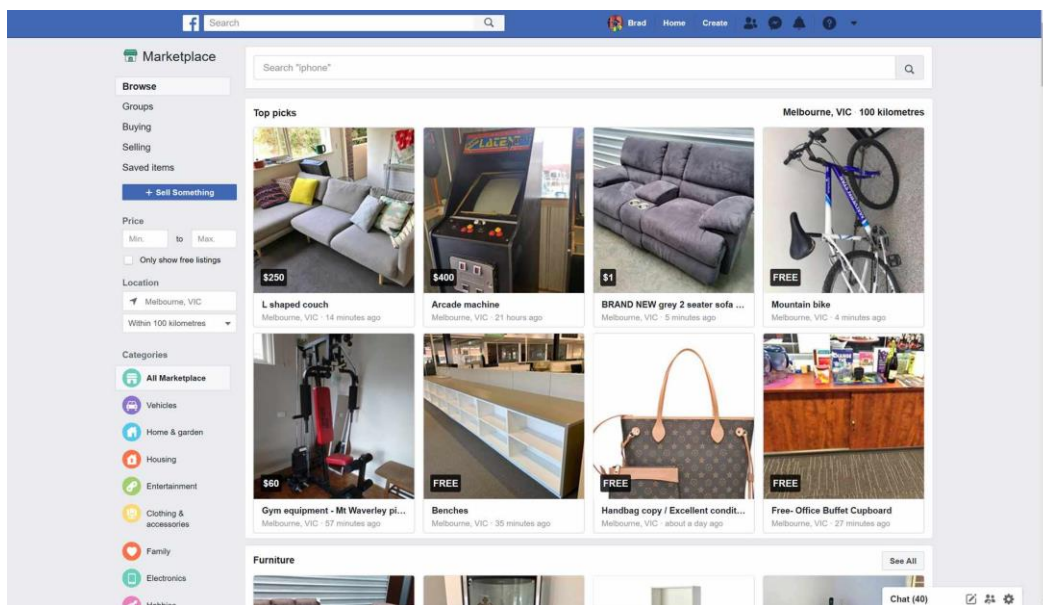 Search
Brad Home Create
Marketplace
Browse
Groups
Buying
Selling
Saved items
+ Sell Something
Price
Min. to Max.
Only show free listings
Location
Melbourne, VIC
Within 100 kilometres
Categories
All Marketplace
Vehicles
Home & garden
Housing
Entertainment
Clothing &
accessories
Family
Electronics
Hobbies
Search "iphone"
Top picks Melbourne, VIC · 100 kilometres
$250
L shaped couch
Melbourne, VIC · 14 minutes ago
$400
Arcade machine
Melbourne, VIC · 21 hours ago
$1
BRAND NEW grey 2 seater sofa ...
Melbourne, VIC · 5 minutes ago
FREE
Mountain bike
Melbourne, VIC · 4 minutes ago
$60
Gym equipment - Mt Waverley pi...
Melbourne, VIC · 57 minutes ago
FREE
Benches
Melbourne, VIC · 35 minutes ago
FREE
Handbag copy / Excellent condit...
Melbourne, VIC · about a day ago
FREE
Free- Office Buffet Cupboard
Melbourne, VIC · 27 minutes ago
Furniture See All
Chat (40)